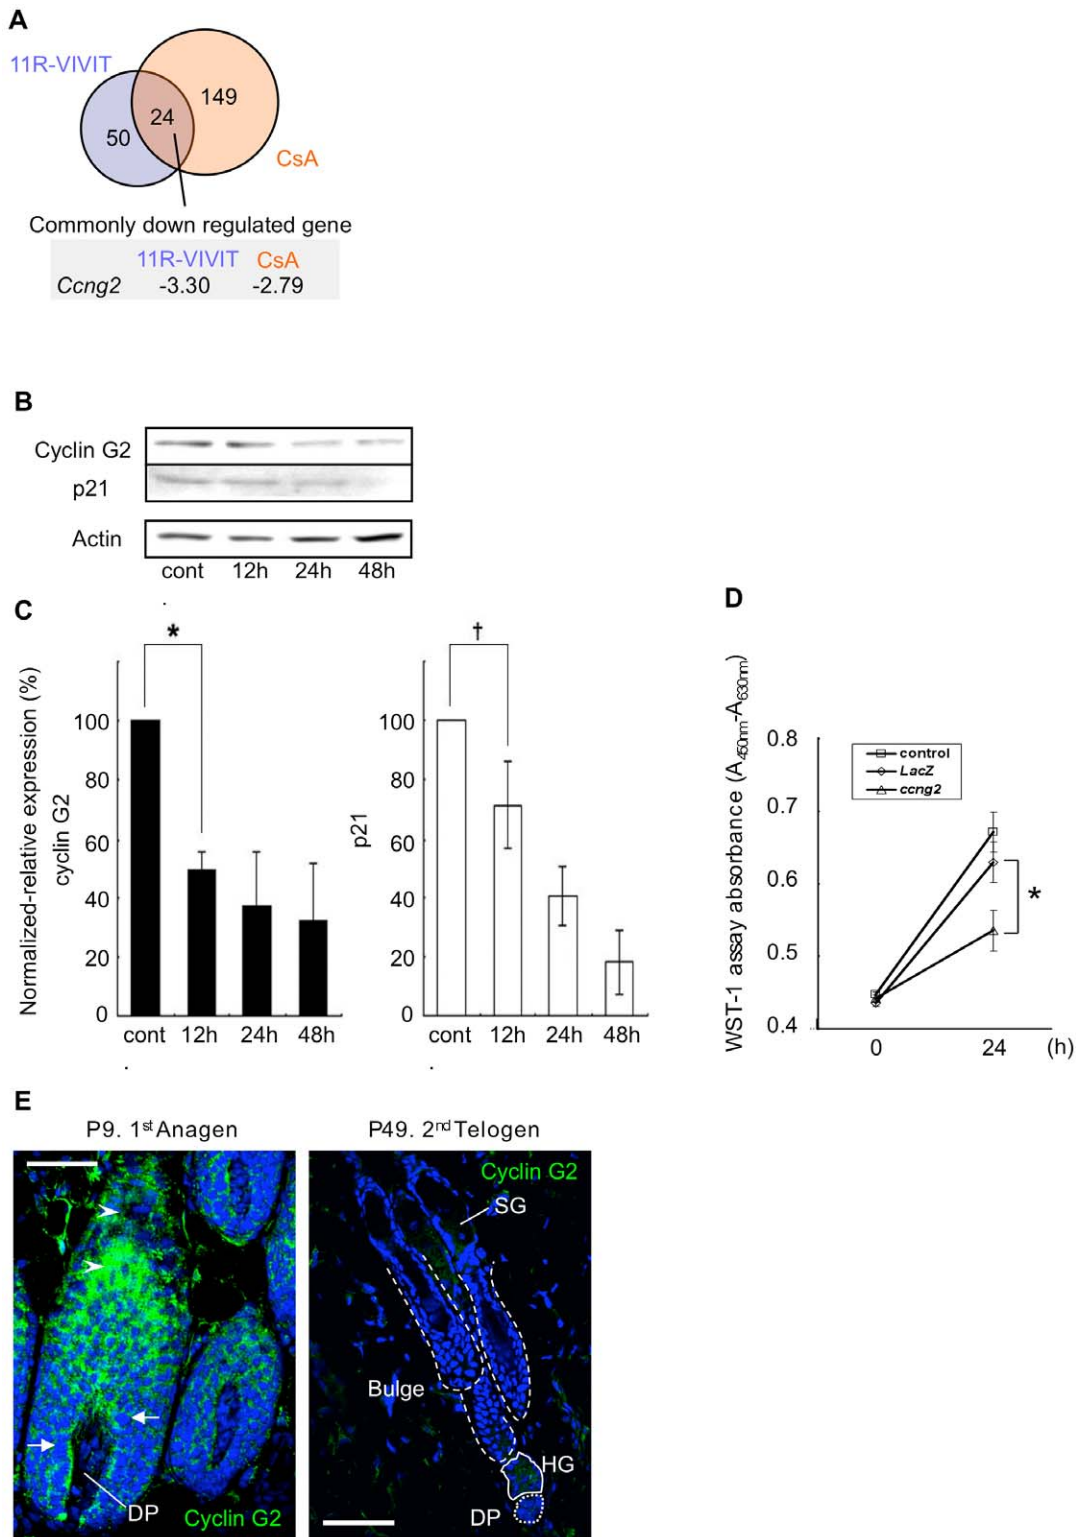 A
11R-VIVIT
149
24
50
CsA
Commonly down regulated gene
11R-VIVIT CsA
Ccng2 -3.30 -2.79
B
Cyclin G2
p21
Actin
cont 12h 24h 48h
C
*
Normalized-relative expression (%)
cyclin G2
100
80
60
40
20
0
cont 12h 24h 48h
†
p21
100
80
60
40
20
0
cont 12h 24h 48h
D
WST-1 assay absorbance (A450nm-A630nm)
0.8
0.7
0.6
0.5
0.4
control
LacZ
ccng2
*
0 24 (h)
E
P9. 1st Anagen
DP
Cyclin G2
P49. 2nd Telogen
Cyclin G2
SG
Bulge
HG
DP